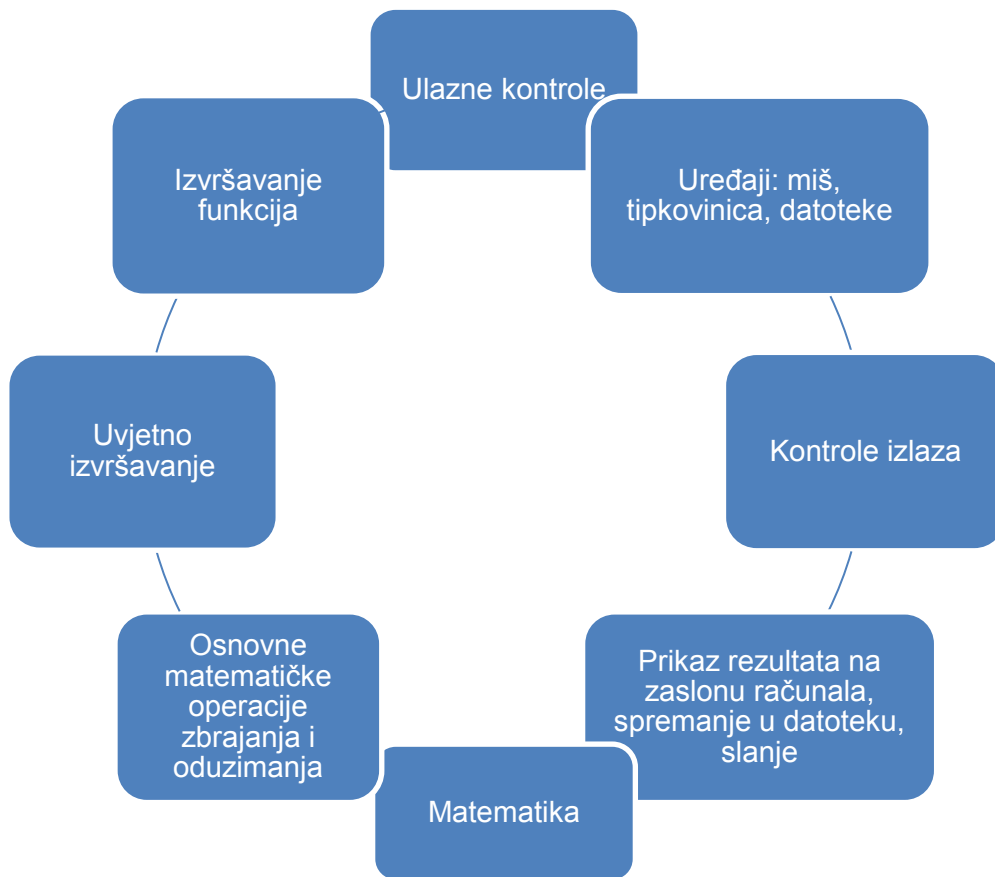 Ulazne kontrole
Uređaji: miš,
tipkovinica, datoteke
Kontrole izlaza
Prikaz rezultata na
zaslonu računala,
spremanje u datoteku,
slanje
Matematika
Osnovne
matematičke
operacije
zbrajanja i
oduzimanja
Uvjetno
izvršavanje
Izvršavanje
funkcija